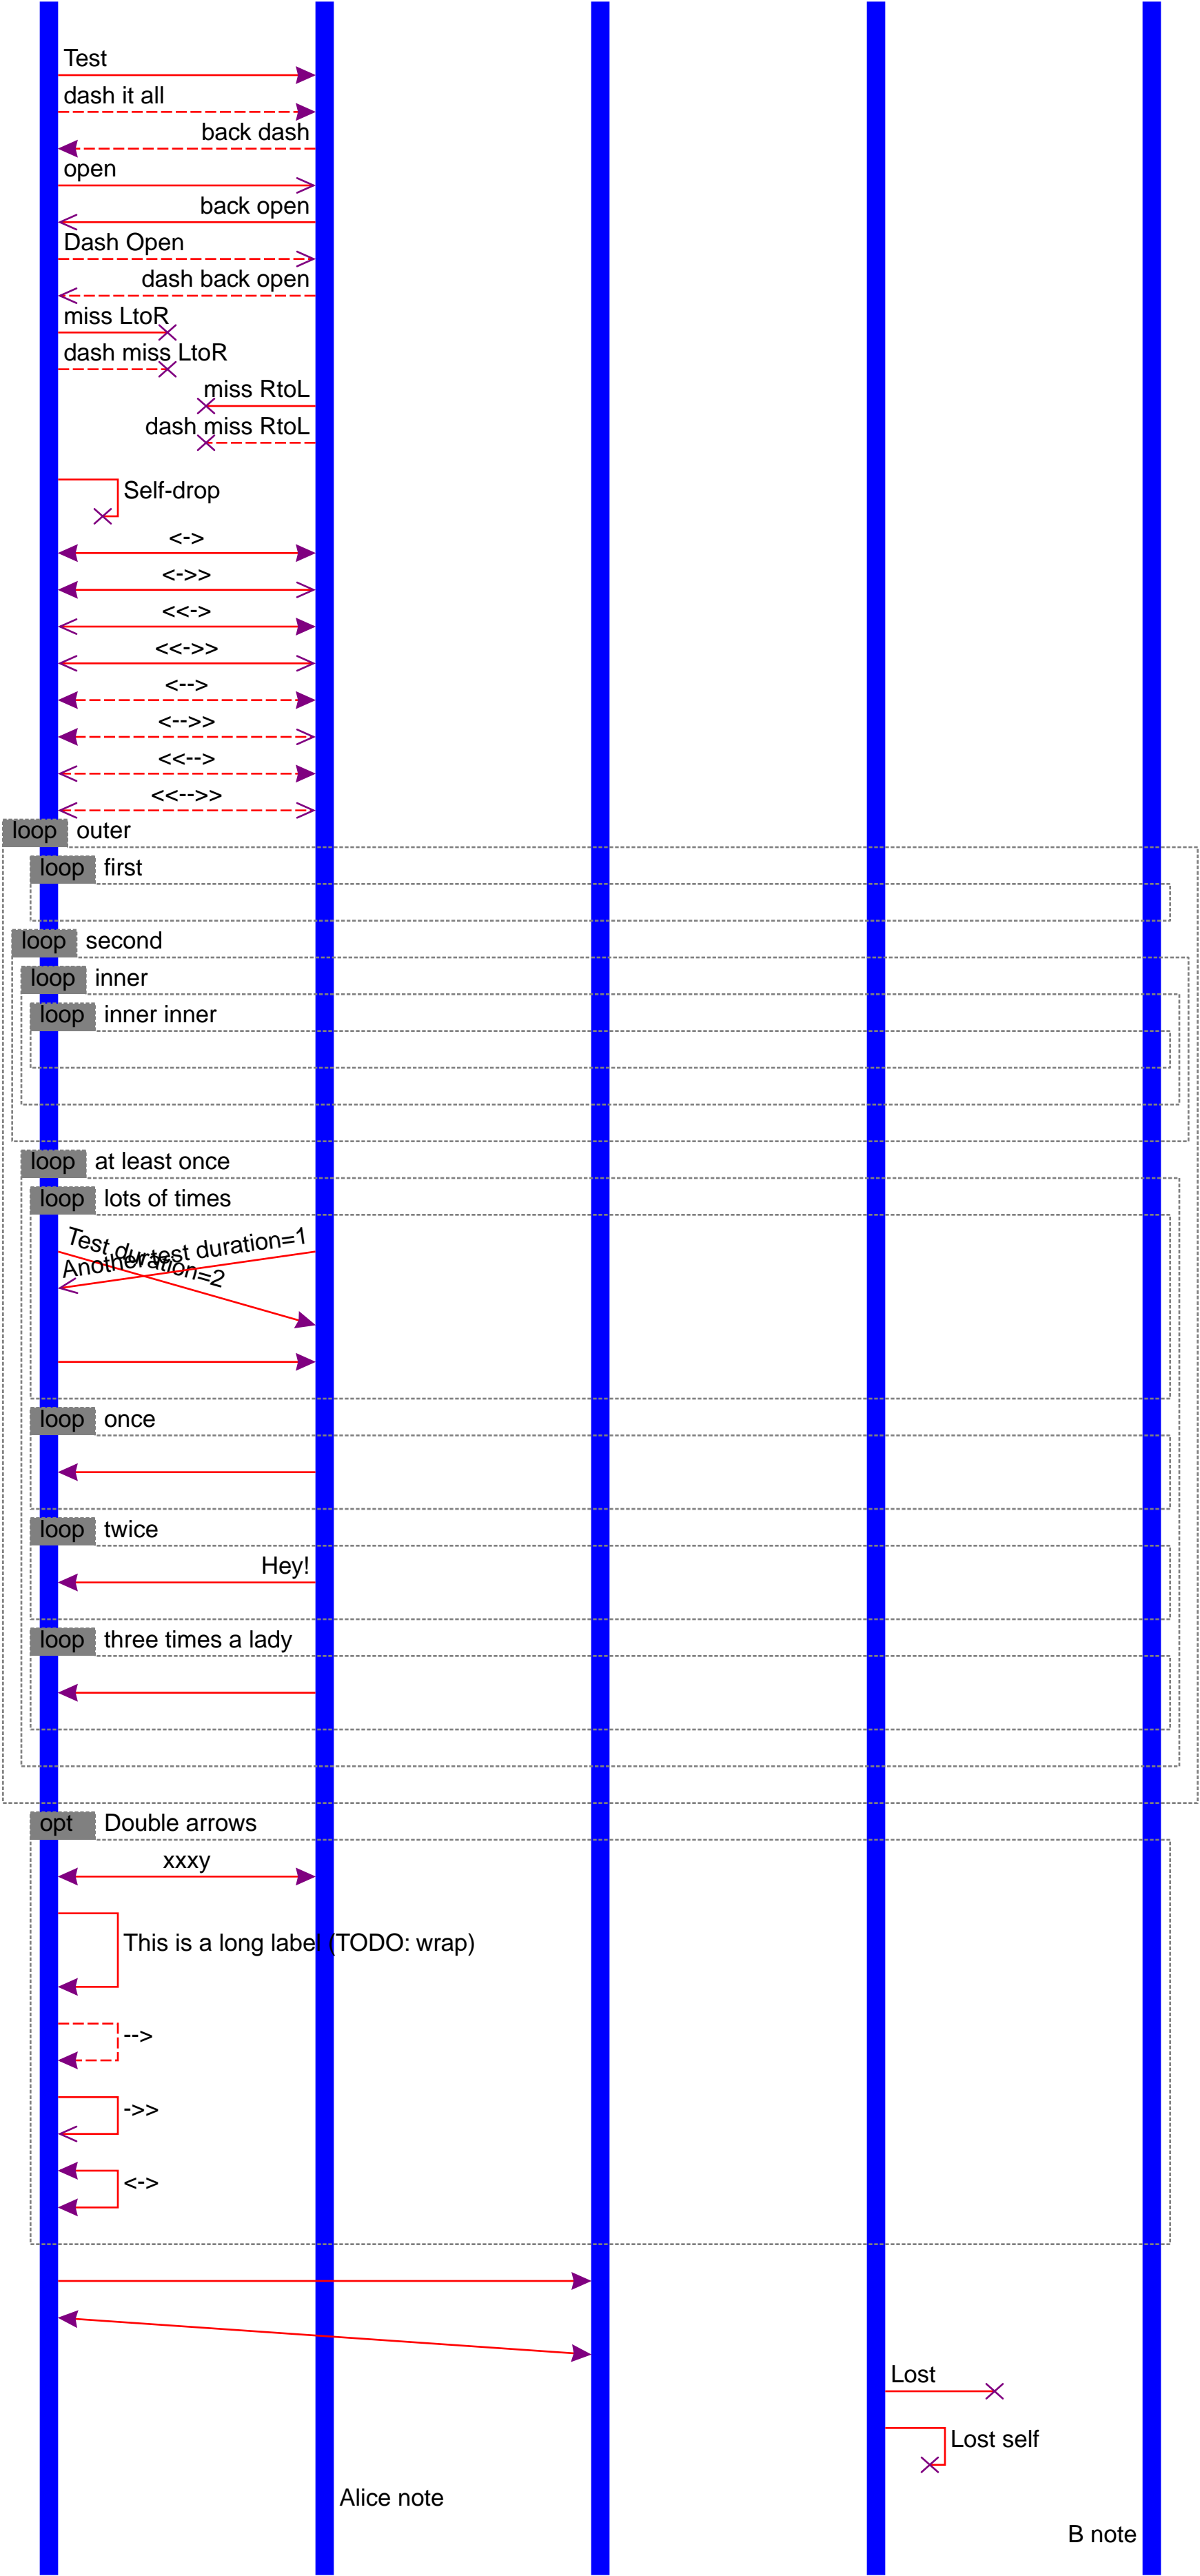 Test
dash it all
back dash
open
back open
Dash Open
dash back open
miss LtoR
dash miss LtoR
miss RtoL
dash miss RtoL
Self-drop
<->
<->>
<<->
<<->>
<-->
<-->>
<<-->
<<-->>
loop outer
loop first
loop second
loop inner
loop inner inner
loop at least once
loop lots of times
Test duration=2
Another test duration=1
loop once
loop twice
Hey!
loop three times a lady
opt Double arrows
xxxy
This is a long label (TODO: wrap)
-->
->>
<->
Lost
Lost self
Alice note
B note